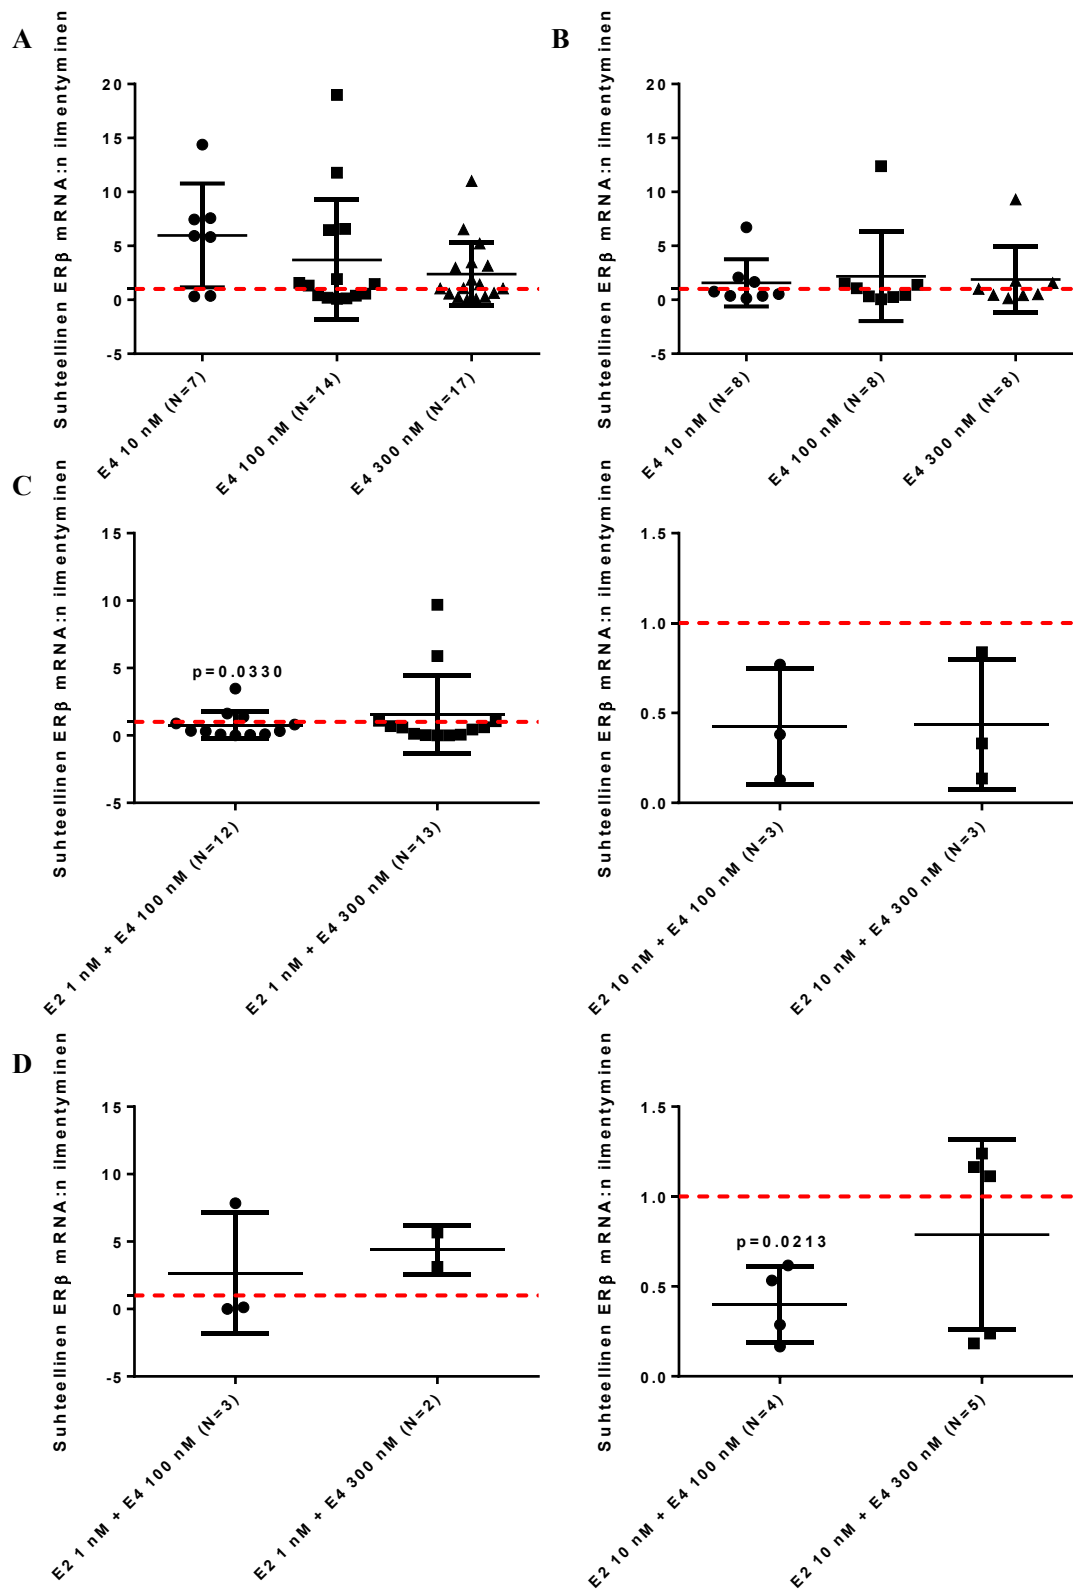 A
Suhteellinen ERβ mRNA:n ilmentyminen
20
15
10
5
0
-5
E4 10 nM (N=7)
E4 100 nM (N=14)
E4 300 nM (N=17)
B
Suhteellinen ERβ mRNA:n ilmentyminen
20
15
10
5
0
-5
E4 10 nM (N=8)
E4 100 nM (N=8)
E4 300 nM (N=8)
C
Suhteellinen ERβ mRNA:n ilmentyminen
15
10
5
0
-5
p=0.0330
E2 1 nM + E4 100 nM (N=12)
E2 1 nM + E4 300 nM (N=13)
Suhteellinen ERβ mRNA:n ilmentyminen
1.5
1.0
0.5
0.0
E2 10 nM + E4 100 nM (N=3)
E2 10 nM + E4 300 nM (N=3)
D
Suhteellinen ERβ mRNA:n ilmentyminen
15
10
5
0
-5
E2 1 nM + E4 100 nM (N=3)
E2 1 nM + E4 300 nM (N=2)
Suhteellinen ERβ mRNA:n ilmentyminen
1.5
1.0
0.5
0.0
p=0.0213
E2 10 nM + E4 100 nM (N=4)
E2 10 nM + E4 300 nM (N=5)